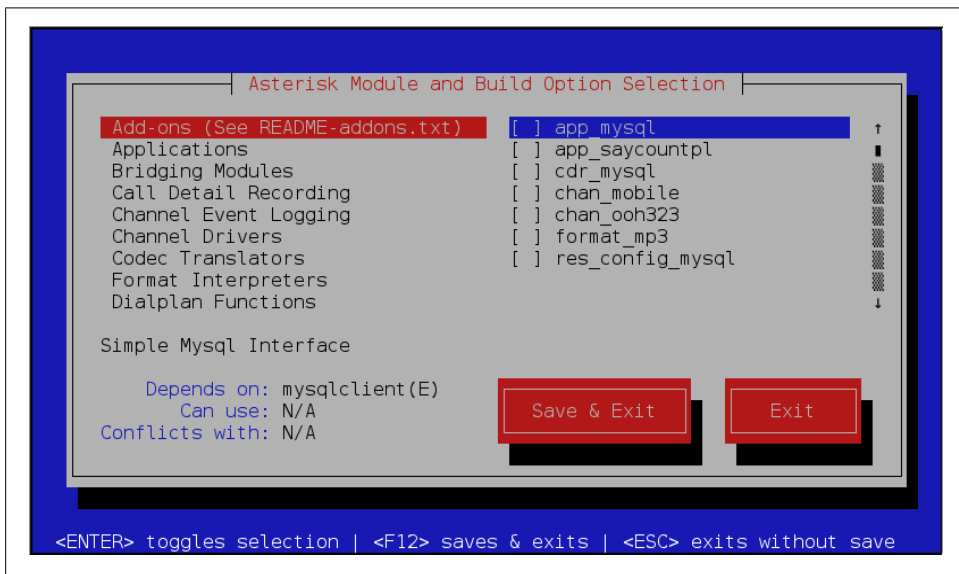 Asterisk Module and Build Option Selection
Add-ons (See README-addons.txt)
Applications
Bridging Modules
Call Detail Recording
Channel Event Logging
Channel Drivers
Codec Translators
Format Interpreters
Dialplan Functions
[ ] app_mysql
[ ] app_saycountpl
[ ] cdr_mysql
[ ] chan_mobile
[ ] chan_ooh323
[ ] format_mp3
[ ] res_config_mysql
Simple Mysql Interface
Depends on: mysqlclient(E)
Can use: N/A
Conflicts with: N/A
Save & Exit
Exit
<ENTER> toggles selection | <F12> saves & exits | <ESC> exits without save